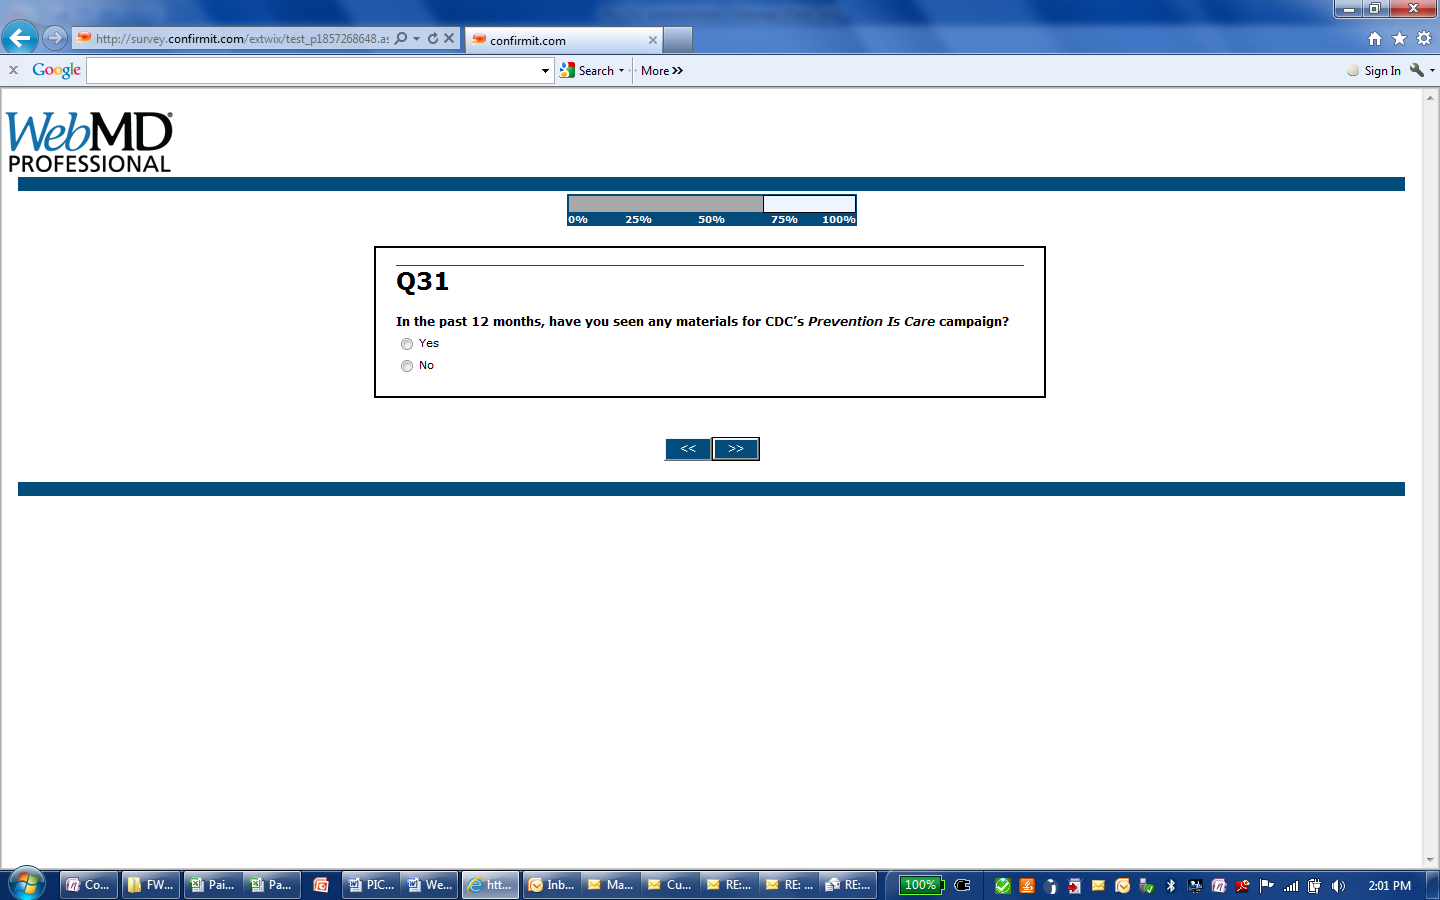 http://survey.confirmit.com/extwix/test_p1857268648.as
confirmit.com
x Google Search More >> Sign In
WebMD®
PROFESSIONAL
0% 25% 50% 75% 100%
Q31
In the past 12 months, have you seen any materials for CDC's Prevention Is Care campaign?
Yes
No
<< >>
Co... FW... Pai... Pa... PIC... We... htt... Inb... Ma... Cu... RE:... RE: ... RE:... 100% 2:01 PM